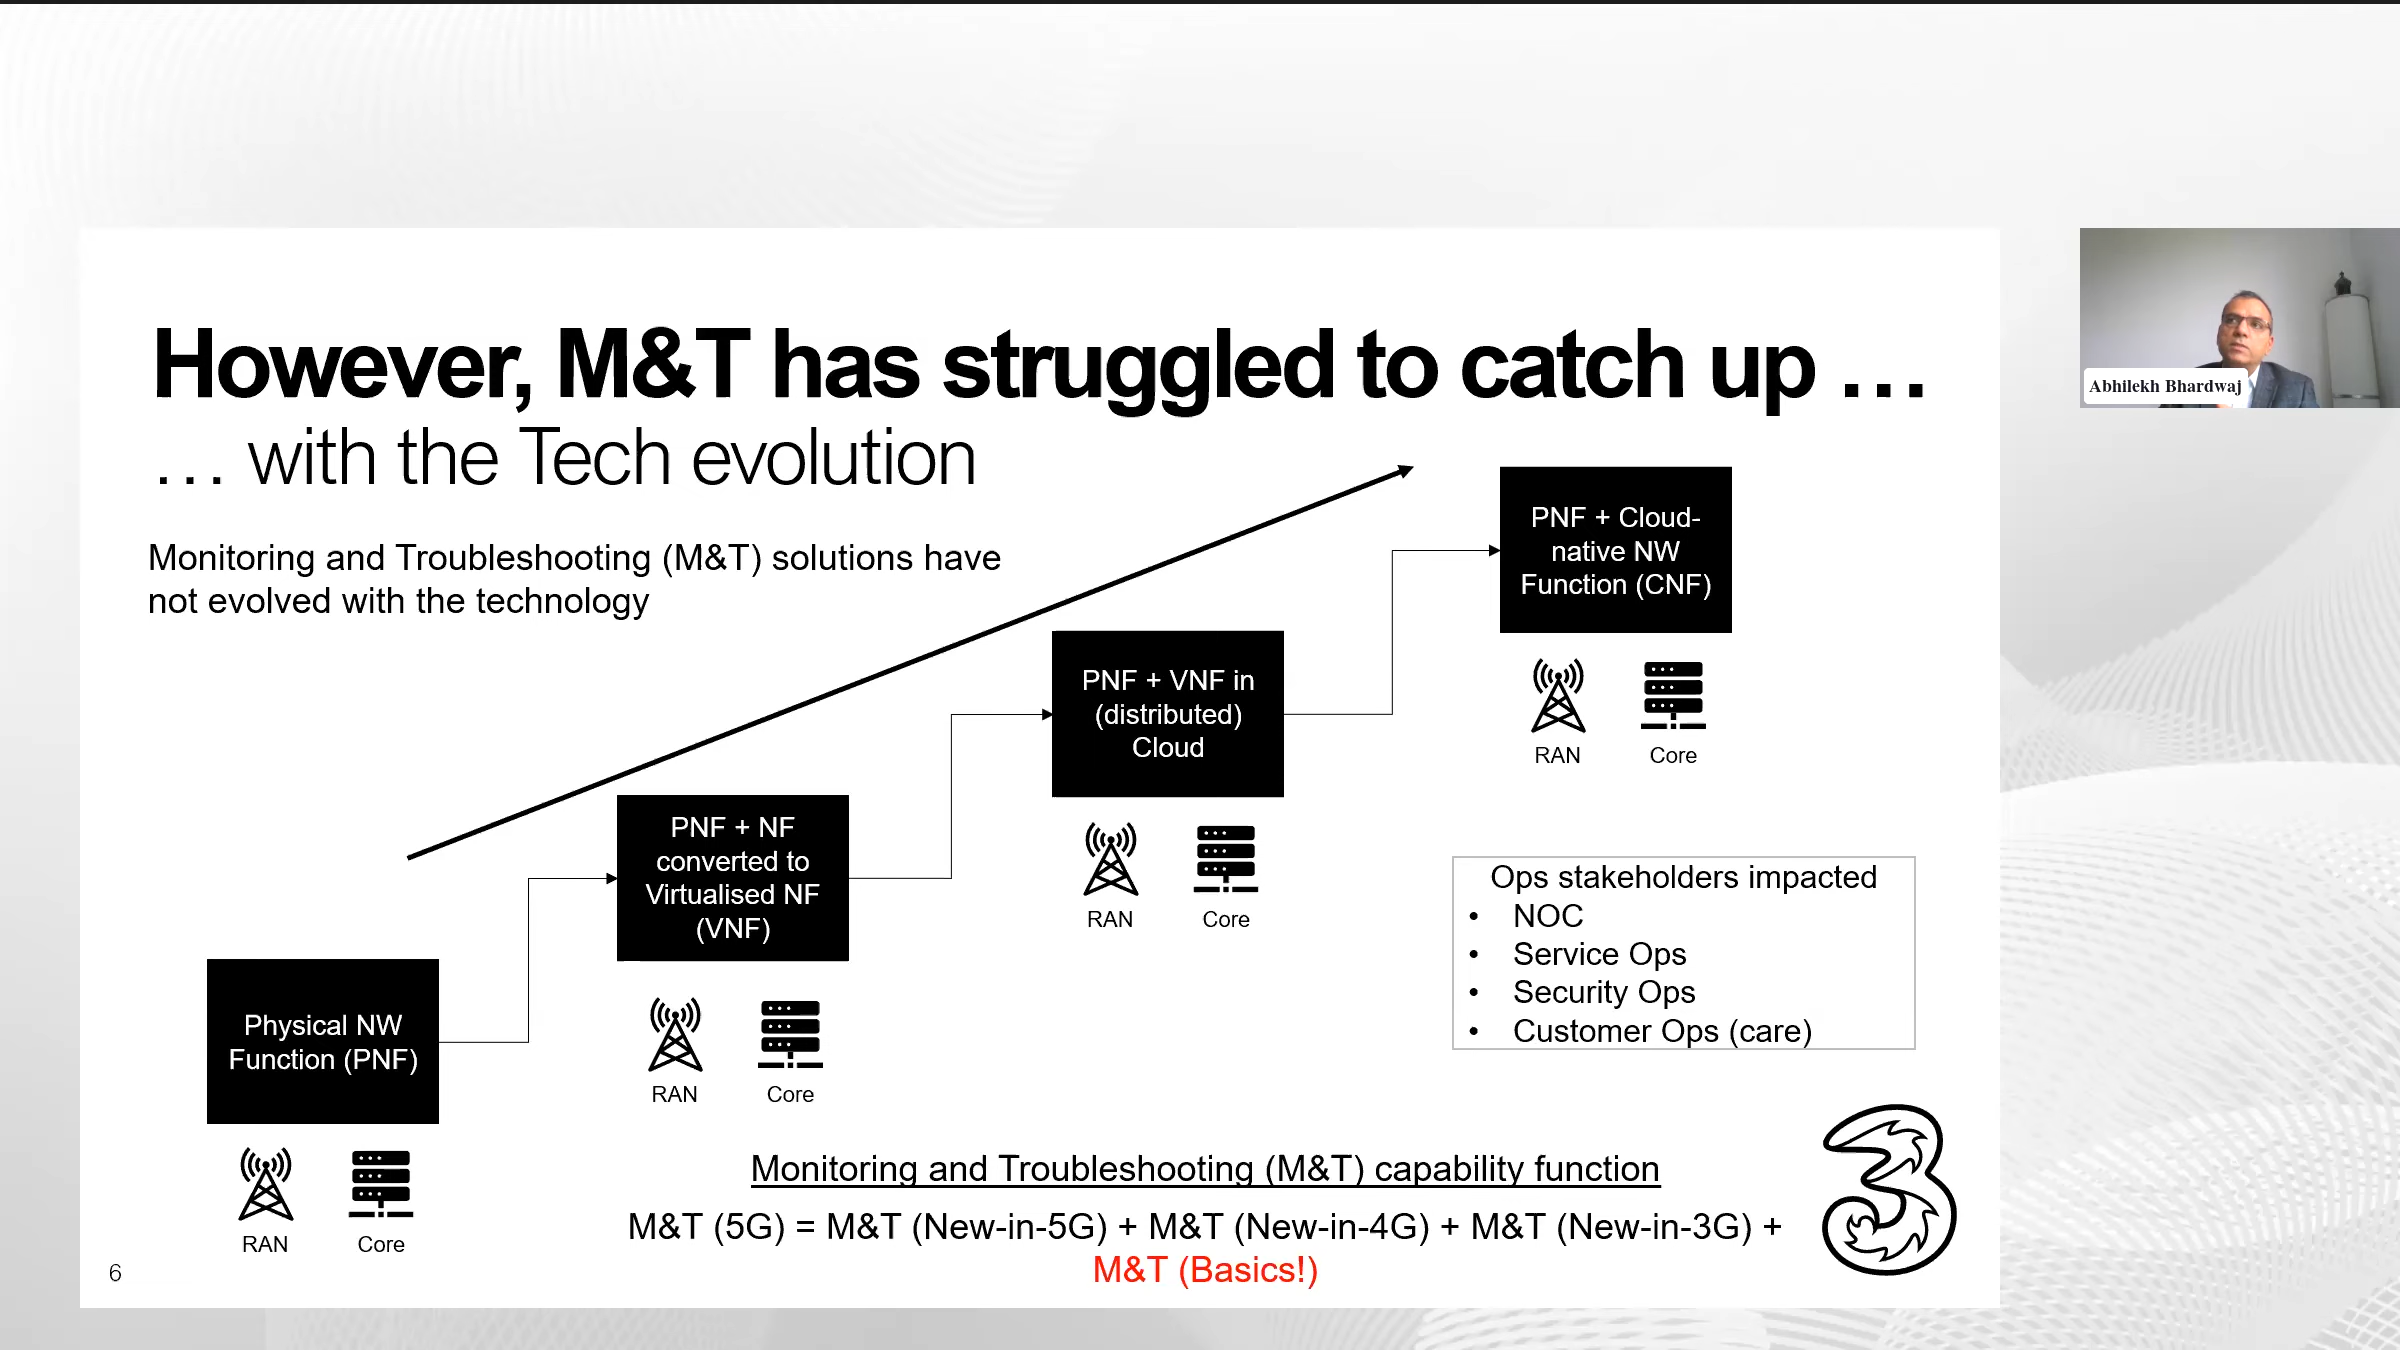 However, M&T has struggled to catch up …
… with the Tech evolution
Monitoring and Troubleshooting (M&T) solutions have
not evolved with the technology
Physical NW
Function (PNF)
RAN
Core
PNF + NF
converted to
Virtualised NF
(VNF)
RAN
Core
PNF + VNF in
(distributed)
Cloud
RAN
Core
PNF + Cloud-
native NW
Function (CNF)
RAN
Core
Ops stakeholders impacted
• NOC
• Service Ops
• Security Ops
• Customer Ops (care)
Monitoring and Troubleshooting (M&T) capability function
M&T (5G) = M&T (New-in-5G) + M&T (New-in-4G) + M&T (New-in-3G) +
M&T (Basics!)
6
3
Abhilekh Bhardwaj